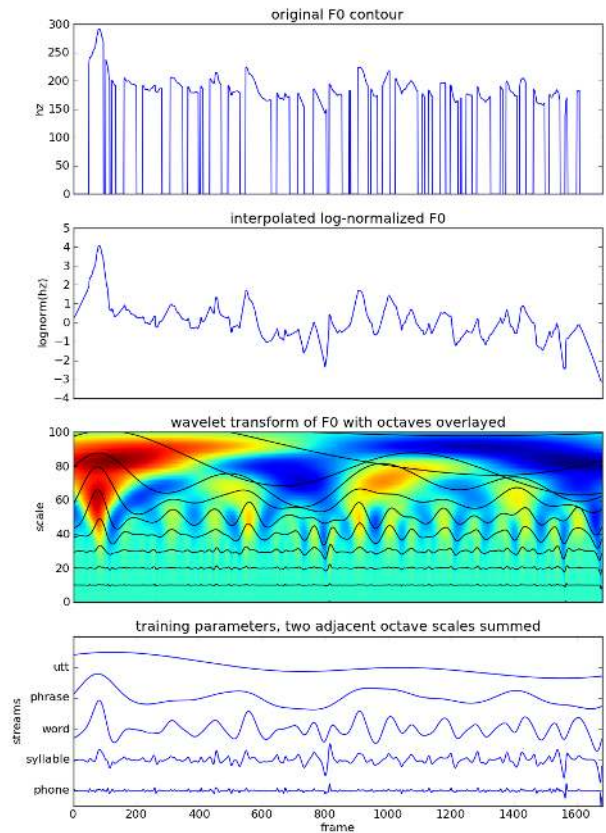 original F0 contour
300
250
200
150
100
50
0
hz
interpolated log-normalized F0
5
4
3
2
1
0
−1
−2
−3
−4
lognorm(hz)
wavelet transform of F0 with octaves overlayed
100
80
60
40
20
0
scale
training parameters, two adjacent octave scales summed
utt
phrase
word
syllable
phone
streams
0
200
400
600
800
1000
1200
1400
1600
frame